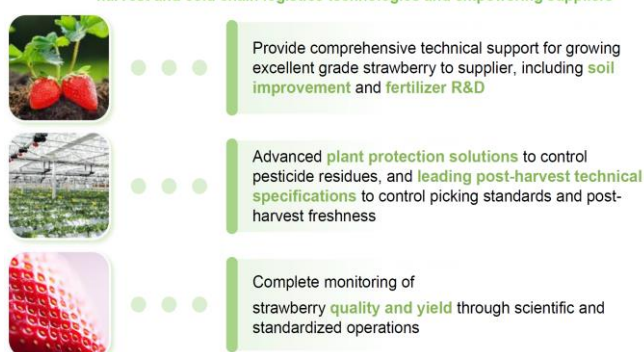 harvest and cold chain logistics technologies and empowering suppliers
Provide comprehensive technical support for growing
excellent grade strawberry to supplier, including soil
improvement and fertilizer R&D
Advanced plant protection solutions to control
pesticide residues, and leading post-harvest technical
specifications to control picking standards and post-
harvest freshness
Complete monitoring of
strawberry quality and yield through scientific and
standardized operations